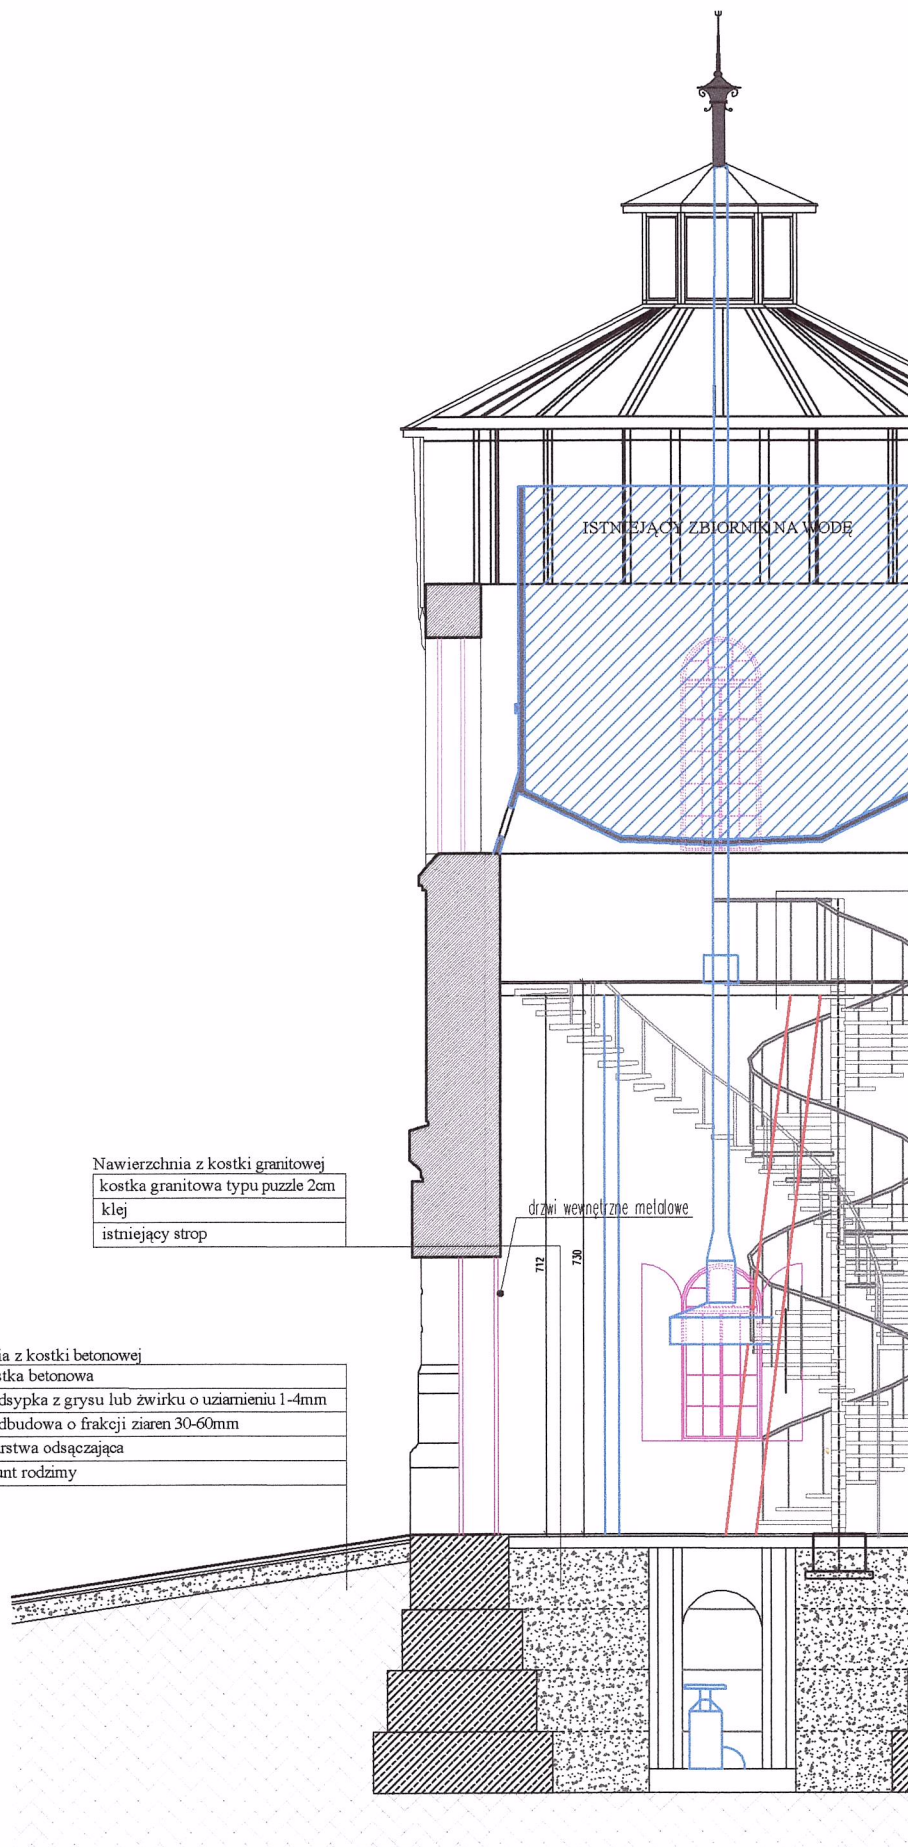 ISTNIEJĄCY ZBIORNIK NA WODĘ
Nawierzchnia z kostki granitowej
kostka granitowa typu puzzle 2cm
klej
istniejący strop
drzwi wewnętrzne metalowe
712
730
ia z kostki betonowej
stka betonowa
dsypka z grysu lub żwirku o uziarnieniu 1-4mm
dbudowa o frakcji ziaren 30-60mm
rstwa odsączająca
unt rodzimy